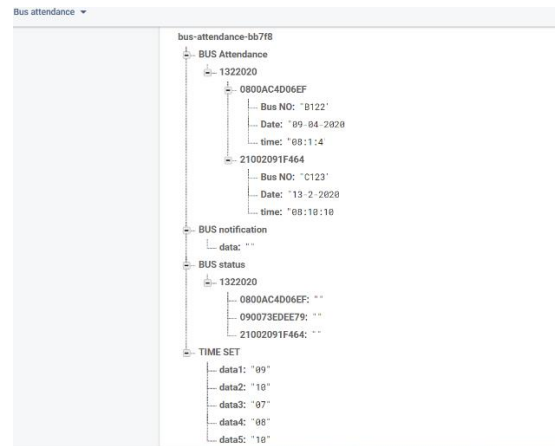 Bus attendance
bus-attendance-bb7f8
BUS Attendance
1322020
0800AC4D06EF
Bus NO: "B122'
Date: "09-04-2020
time: "08:1:4
21002091F464
Bus NO: "C123'
Date: "13-2-2020
time: "08:10:10
BUS notification
data: ""
BUS status
1322020
0800AC4D06EF: ""
090073EDEE79: ""
21002091F464: ""
TIME SET
data1: "09"
data2: "10"
data3: "07"
data4: "08"
data5: "10"